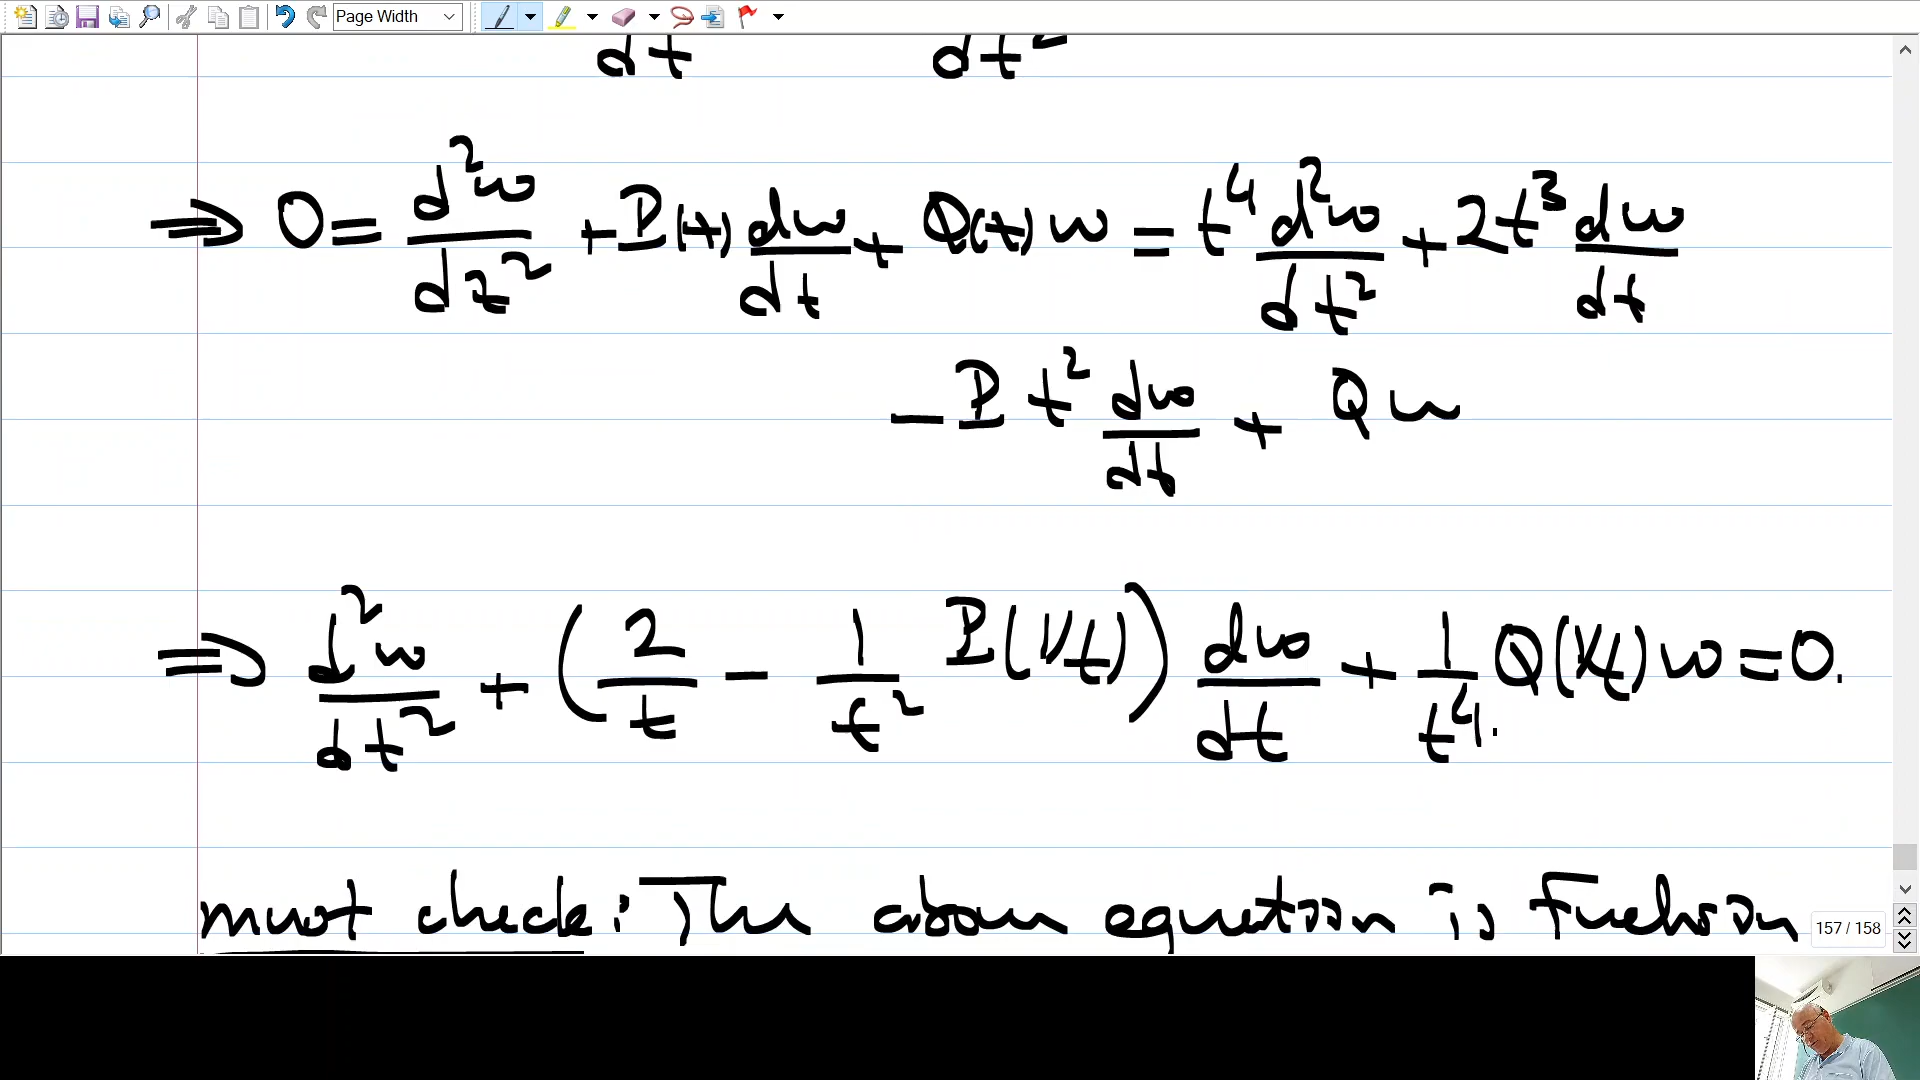 Page Width
dt dt²
⇒ 0 = d²w/dz² + P(t) dw/dt + Q(t) w = t⁴ d²w/dt² + 2t³ dw/dt
- P t² dw/dt + Q w
⇒ d²w/dt² + (2/t - 1/t² P(1/t)) dw/dt + 1/t⁴ Q(1/t) w = 0.
must check: The above equation is Fuchsian
157 / 158